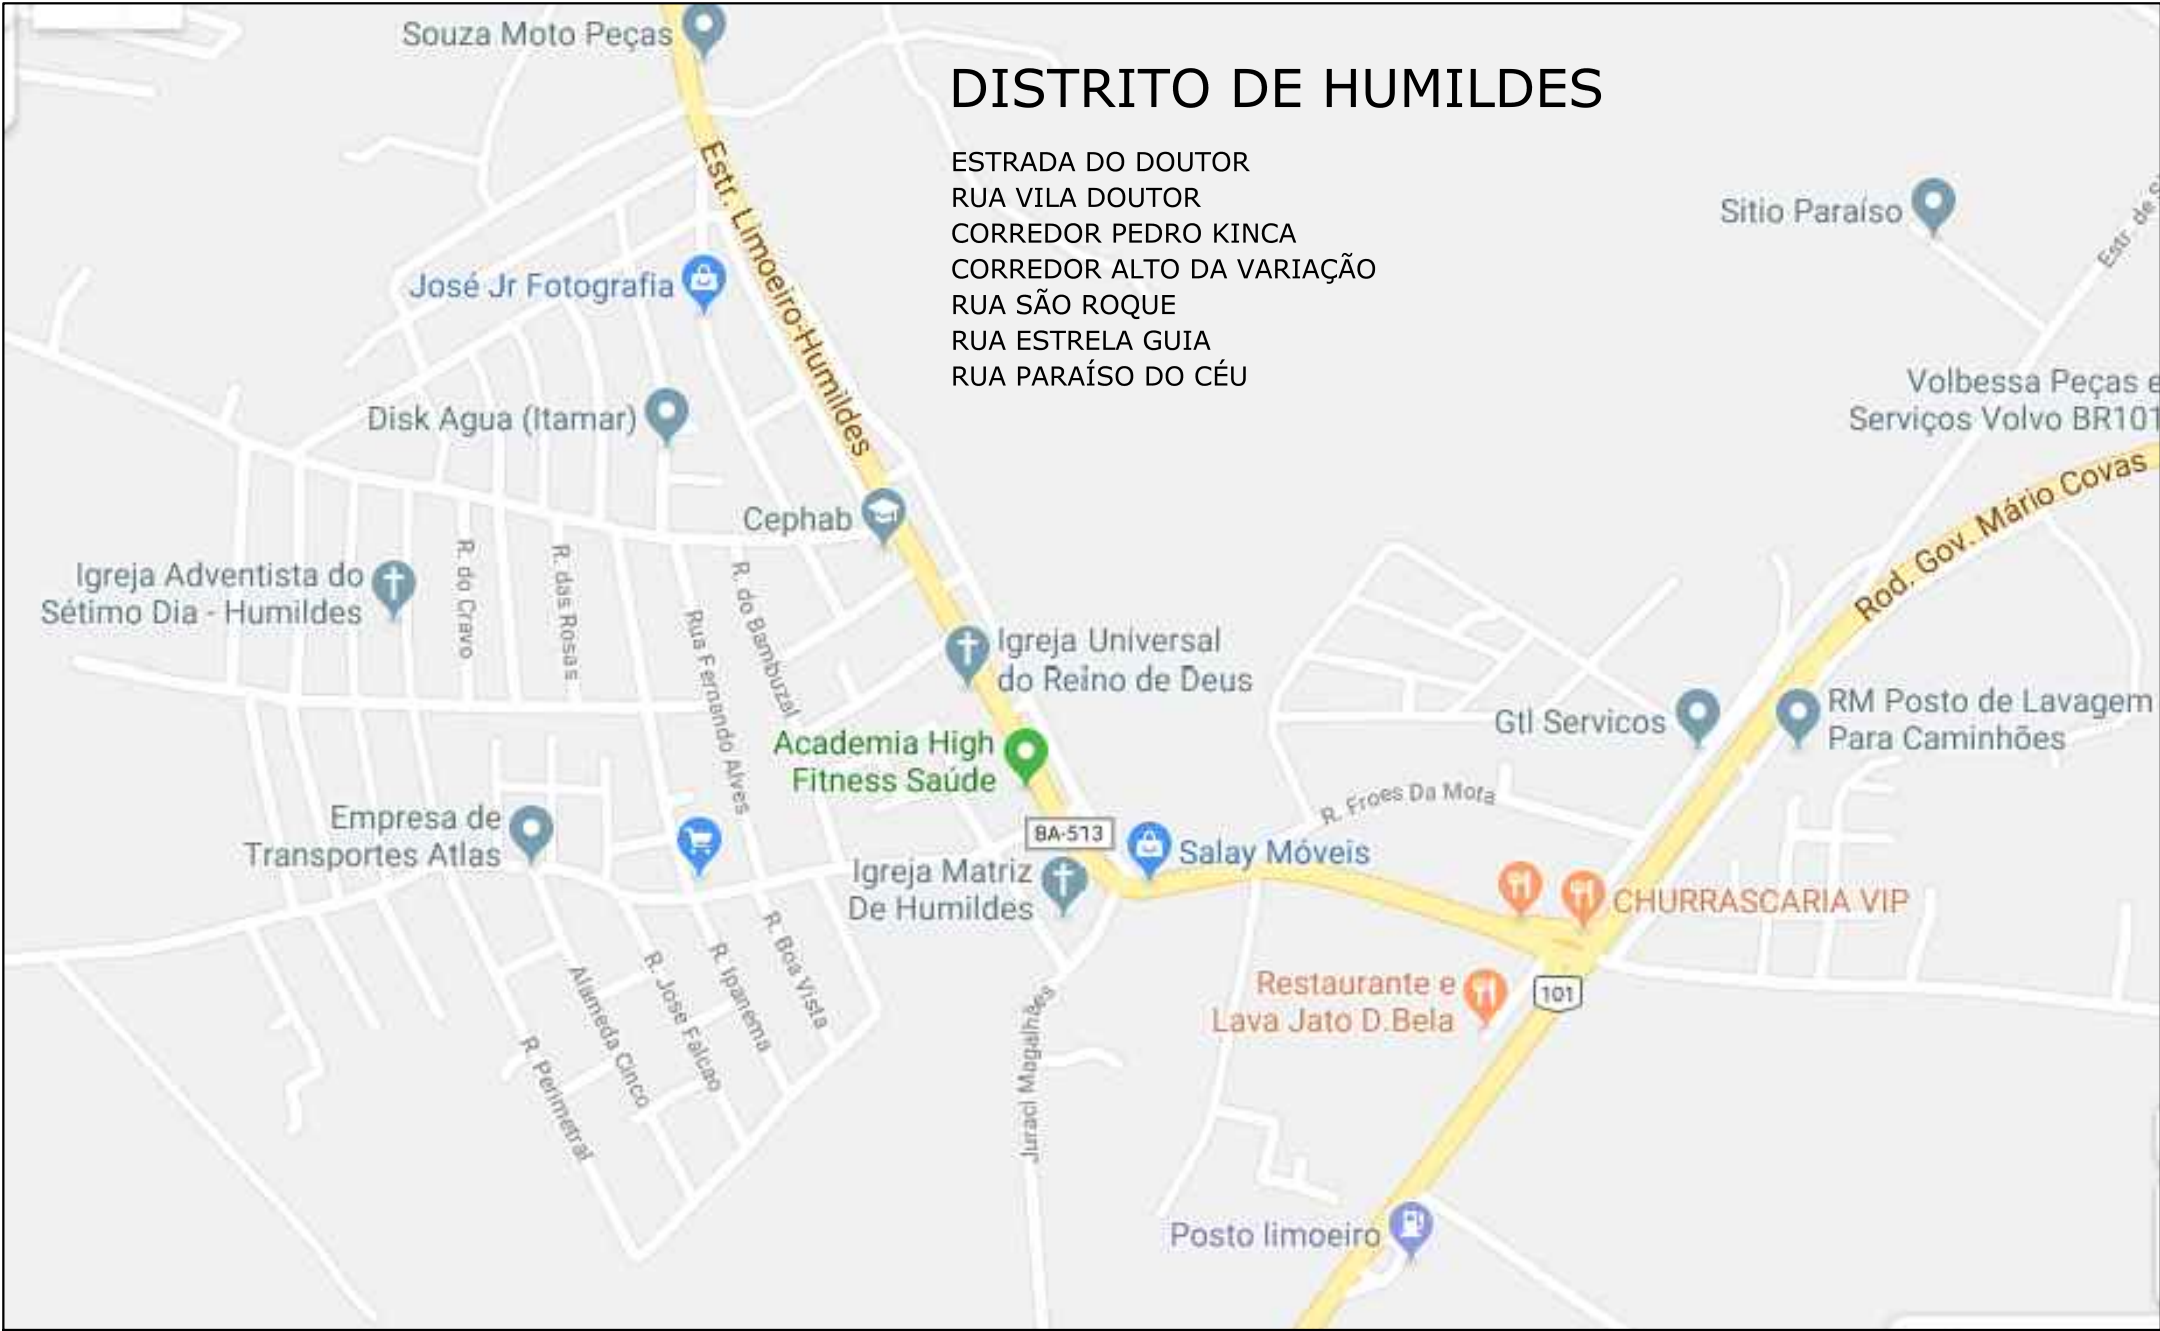 Souza Moto Peças
DISTRITO DE HUMILDES
ESTRADA DO DOUTOR
RUA VILA DOUTOR
CORREDOR PEDRO KINCA
CORREDOR ALTO DA VARIAÇÃO
RUA SÃO ROQUE
RUA ESTRELA GUIA
RUA PARAÍSO DO CÉU
Estr. Limoeiro-Humildes
Sitio Paraíso
Estr. de
José Jr Fotografia
Volbessa Peças e
Serviços Volvo BR101
Disk Agua (Itamar)
Cephab
Rod. Gov. Mário Covas
Igreja Adventista do
Sétimo Dia - Humildes
R. do Cravo
R. das Rosas
Rua Fernando Alves
R. do Bambuzal
Igreja Universal
do Reino de Deus
Gtl Servicos
RM Posto de Lavagem
Para Caminhões
Academia High
Fitness Saúde
R. Froes Da Mota
Empresa de
Transportes Atlas
BA-513
Salay Móveis
Igreja Matriz
De Humildes
CHURRASCARIA VIP
R. Boa Vista
R. Ipanema
R. Jose Falcao
Alameda Cinco
R. Perimetral
Juraci Magalhães
Restaurante e
Lava Jato D.Bela
101
Posto limoeiro